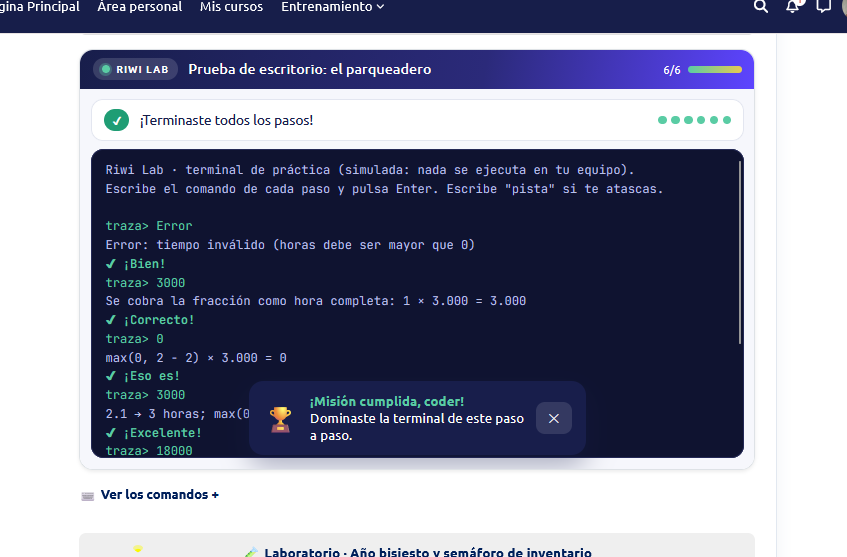 gina Principal Área personal Mis cursos Entrenamiento
RIWI LAB Prueba de escritorio: el parqueadero 6/6
¡Terminaste todos los pasos!
Riwi Lab · terminal de práctica (simulada: nada se ejecuta en tu equipo).
Escribe el comando de cada paso y pulsa Enter. Escribe "pista" si te atascas.
traza> Error
Error: tiempo inválido (horas debe ser mayor que 0)
✔ ¡Bien!
traza> 3000
Se cobra la fracción como hora completa: 1 × 3.000 = 3.000
✔ ¡Correcto!
traza> 0
max(0, 2 - 2) × 3.000 = 0
✔ ¡Eso es!
traza> 3000
2.1 → 3 horas; max(0
✔ ¡Excelente!
traza> 18000
¡Misión cumplida, coder!
Dominaste la terminal de este paso
a paso.
Ver los comandos +
Laboratorio · Año bisiesto y semáforo de inventario